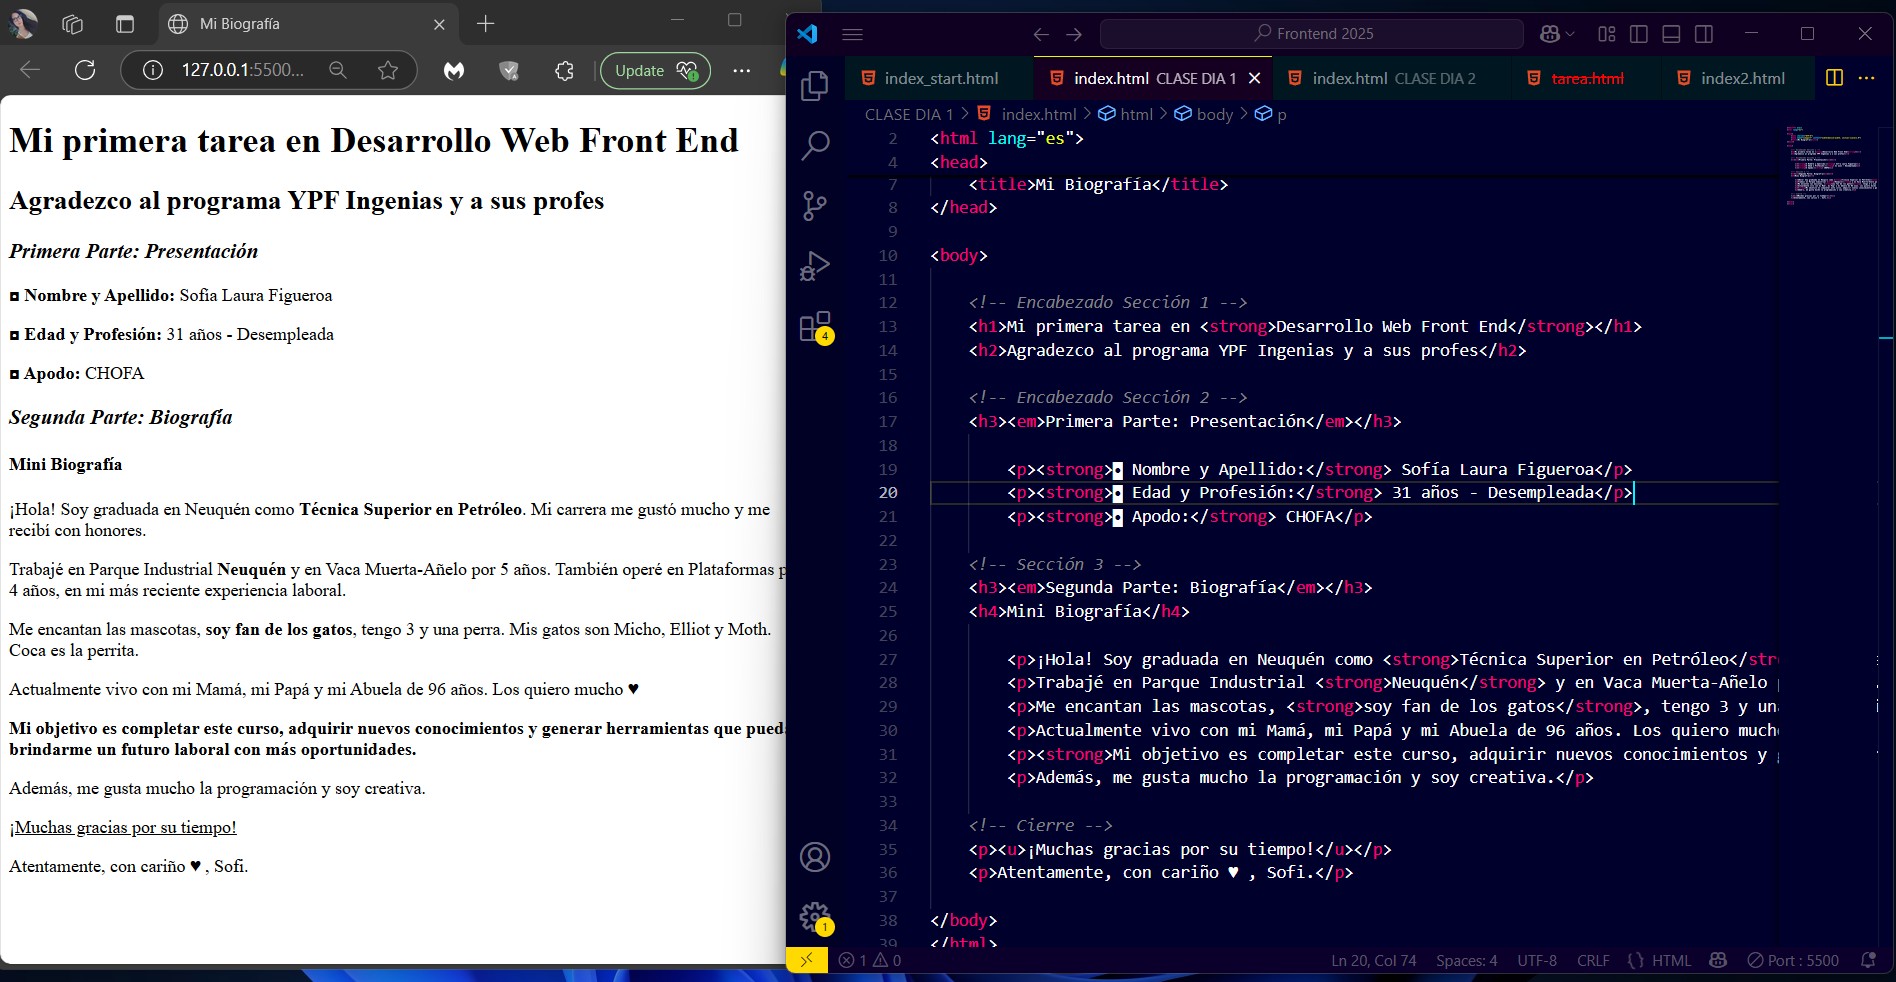 Mi Biografía
127.0.0.1:5500...
Update
Mi primera tarea en Desarrollo Web Front End
Agradezco al programa YPF Ingenias y a sus profes
Primera Parte: Presentación
◘ Nombre y Apellido: Sofía Laura Figueroa
◘ Edad y Profesión: 31 años - Desempleada
◘ Apodo: CHOFA
Segunda Parte: Biografía
Mini Biografía
¡Hola! Soy graduada en Neuquén como Técnica Superior en Petróleo. Mi carrera me gustó mucho y me
recibí con honores.
Trabajé en Parque Industrial Neuquén y en Vaca Muerta-Añelo por 5 años. También operé en Plataformas p
4 años, en mi más reciente experiencia laboral.
Me encantan las mascotas, soy fan de los gatos, tengo 3 y una perra. Mis gatos son Micho, Elliot y Moth.
Coca es la perrita.
Actualmente vivo con mi Mamá, mi Papá y mi Abuela de 96 años. Los quiero mucho ♥
Mi objetivo es completar este curso, adquirir nuevos conocimientos y generar herramientas que pued
brindarme un futuro laboral con más oportunidades.
Además, me gusta mucho la programación y soy creativa.
¡Muchas gracias por su tiempo!
Atentamente, con cariño ♥ , Sofi.
Frontend 2025
index_start.html
index.html CLASE DIA 1
index.html CLASE DIA 2
tarea.html
index2.html
CLASE DIA 1 > index.html > html > body > p
2 <html lang="es">
4 <head>
7 <title>Mi Biografía</title>
8 </head>
9
10 <body>
11
12 <!-- Encabezado Sección 1 -->
13 <h1>Mi primera tarea en <strong>Desarrollo Web Front End</strong></h1>
14 <h2>Agradezco al programa YPF Ingenias y a sus profes</h2>
15
16 <!-- Encabezado Sección 2 -->
17 <h3><em>Primera Parte: Presentación</em></h3>
18
19 <p><strong>◘ Nombre y Apellido:</strong> Sofía Laura Figueroa</p>
20 <p><strong>◘ Edad y Profesión:</strong> 31 años - Desempleada</p>
21 <p><strong>◘ Apodo:</strong> CHOFA</p>
22
23 <!-- Sección 3 -->
24 <h3><em>Segunda Parte: Biografía</em></h3>
25 <h4>Mini Biografía</h4>
26
27 <p>¡Hola! Soy graduada en Neuquén como <strong>Técnica Superior en Petróleo</str
28 <p>Trabajé en Parque Industrial <strong>Neuquén</strong> y en Vaca Muerta-Añelo
29 <p>Me encantan las mascotas, <strong>soy fan de los gatos</strong>, tengo 3 y un
30 <p>Actualmente vivo con mi Mamá, mi Papá y mi Abuela de 96 años. Los quiero much
31 <p><strong>Mi objetivo es completar este curso, adquirir nuevos conocimientos y
32 <p>Además, me gusta mucho la programación y soy creativa.</p>
33
34 <!-- Cierre -->
35 <p><u>¡Muchas gracias por su tiempo!</u></p>
36 <p>Atentamente, con cariño ♥ , Sofi.</p>
37
38 </body>
39 </html>
4
1
1 0
Ln 20, Col 74 Spaces: 4 UTF-8 CRLF {} HTML Port : 5500